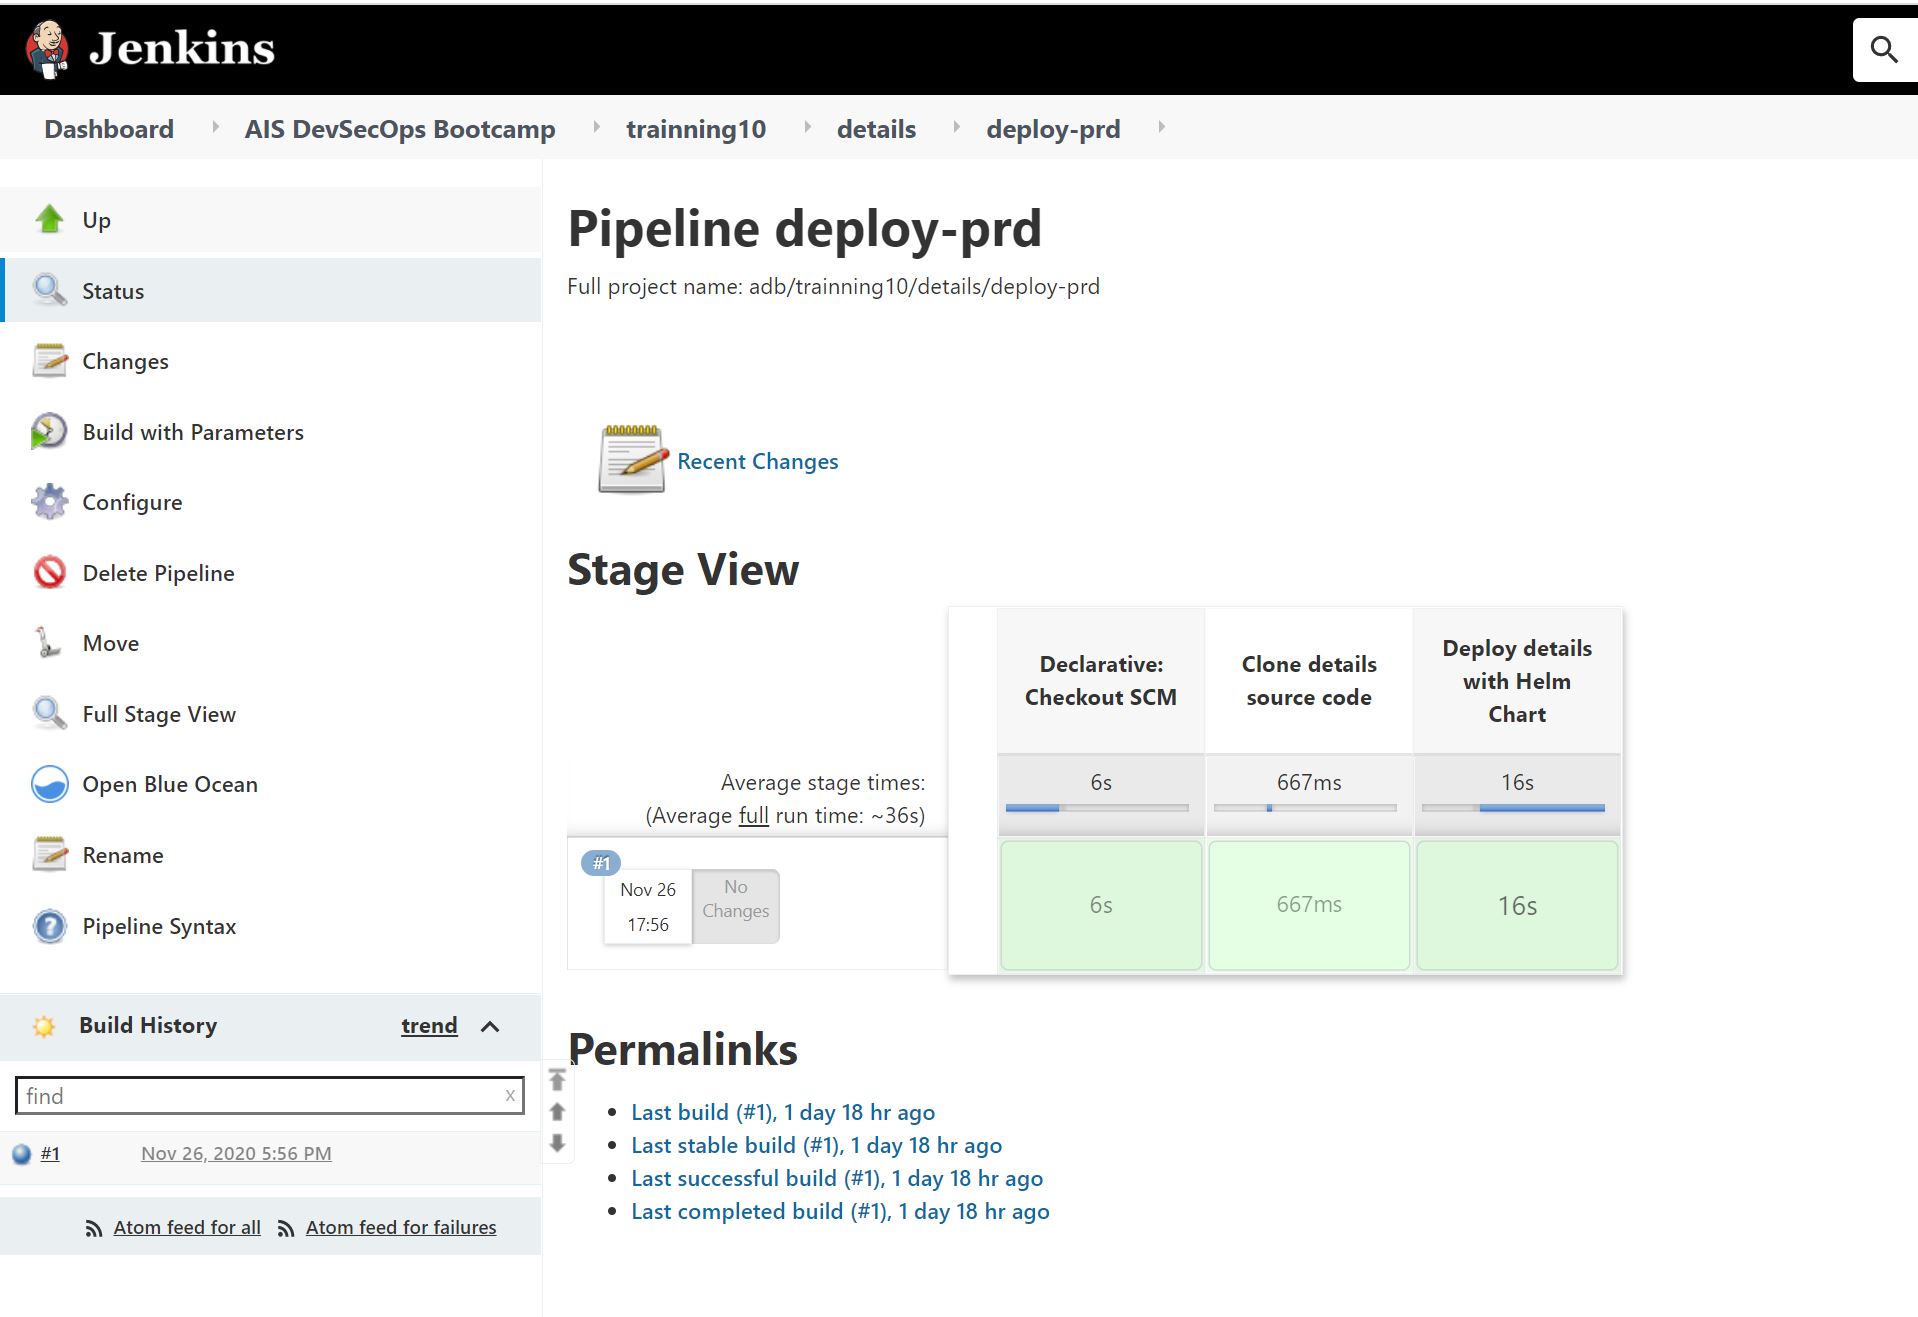 Jenkins
Dashboard AIS DevSecOps Bootcamp trainning10 details deploy-prd
Up
Status
Changes
Build with Parameters
Configure
Delete Pipeline
Move
Full Stage View
Open Blue Ocean
Rename
Pipeline Syntax
Build History trend
find x
#1 Nov 26, 2020 5:56 PM
Atom feed for all Atom feed for failures
Pipeline deploy-prd
Full project name: adb/trainning10/details/deploy-prd
Recent Changes
Stage View
Declarative:
Checkout SCM
Clone details
source code
Deploy details
with Helm
Chart
Average stage times:
(Average full run time: ~36s)
6s 667ms 16s
#1
Nov 26
17:56
No
Changes
6s 667ms 16s
Permalinks
Last build (#1), 1 day 18 hr ago
Last stable build (#1), 1 day 18 hr ago
Last successful build (#1), 1 day 18 hr ago
Last completed build (#1), 1 day 18 hr ago